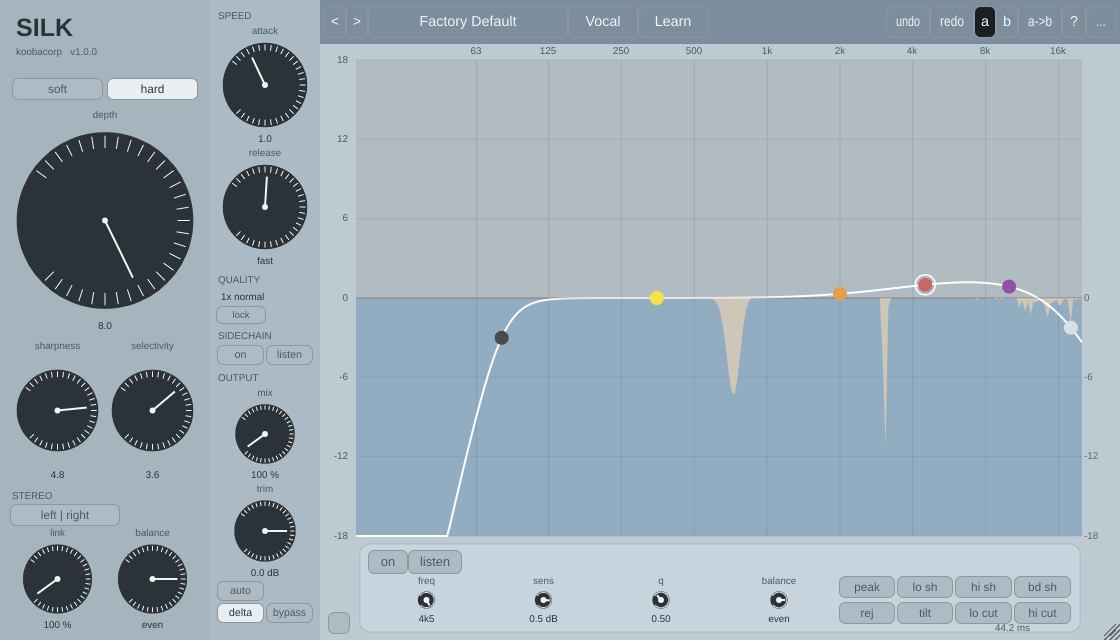 SILK
koobacorp v1.0.0
soft hard
depth
8.0
sharpness selectivity
4.8 3.6
STEREO
left | right
link balance
100 % even
SPEED
attack
1.0
release
fast
QUALITY
1x normal
lock
SIDECHAIN
on listen
OUTPUT
mix
100 %
trim
0.0 dB
auto
delta bypass
< > Factory Default Vocal Learn undo redo a b a->b ? ...
63 125 250 500 1k 2k 4k 8k 16k
18
12
6
0 0
-6 -6
-12 -12
-18 -18
on listen
freq sens q balance
4k5 0.5 dB 0.50 even
peak lo sh hi sh bd sh
rej tilt lo cut hi cut
44.2 ms